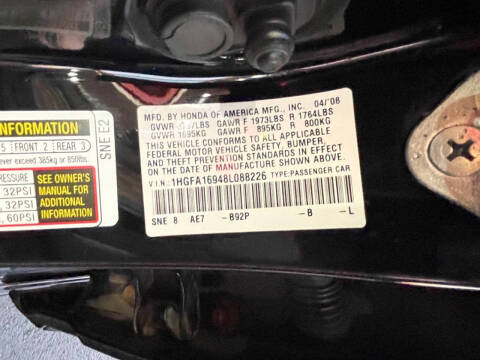 MFD. BY HONDA OF AMERICA MFG., INC. 04/'08
GVWR LBS GAWR F 1973LBS R 1764LBS
GVWR 1695KG GAWR F 895KG R 800KG
THIS VEHICLE CONFORMS TO ALL APPLICABLE
FEDERAL MOTOR VEHICLE SAFETY, BUMPER,
AND THEFT PREVENTION STANDARDS IN EFFECT
ON THE DATE OF MANUFACTURE SHOWN ABOVE.
V.I.N.: 1HGFA16948L088226 TYPE:PASSENGER CAR
SNE 8 AE7 -B92P -B -L
SNE E2
INFORMATION
5 FRONT 2 REAR 3
ever exceed 385kg or 850lbs.
32PSI
32PSI
60PSI
SEE OWNER'S
MANUAL FOR
ADDITIONAL
INFORMATION